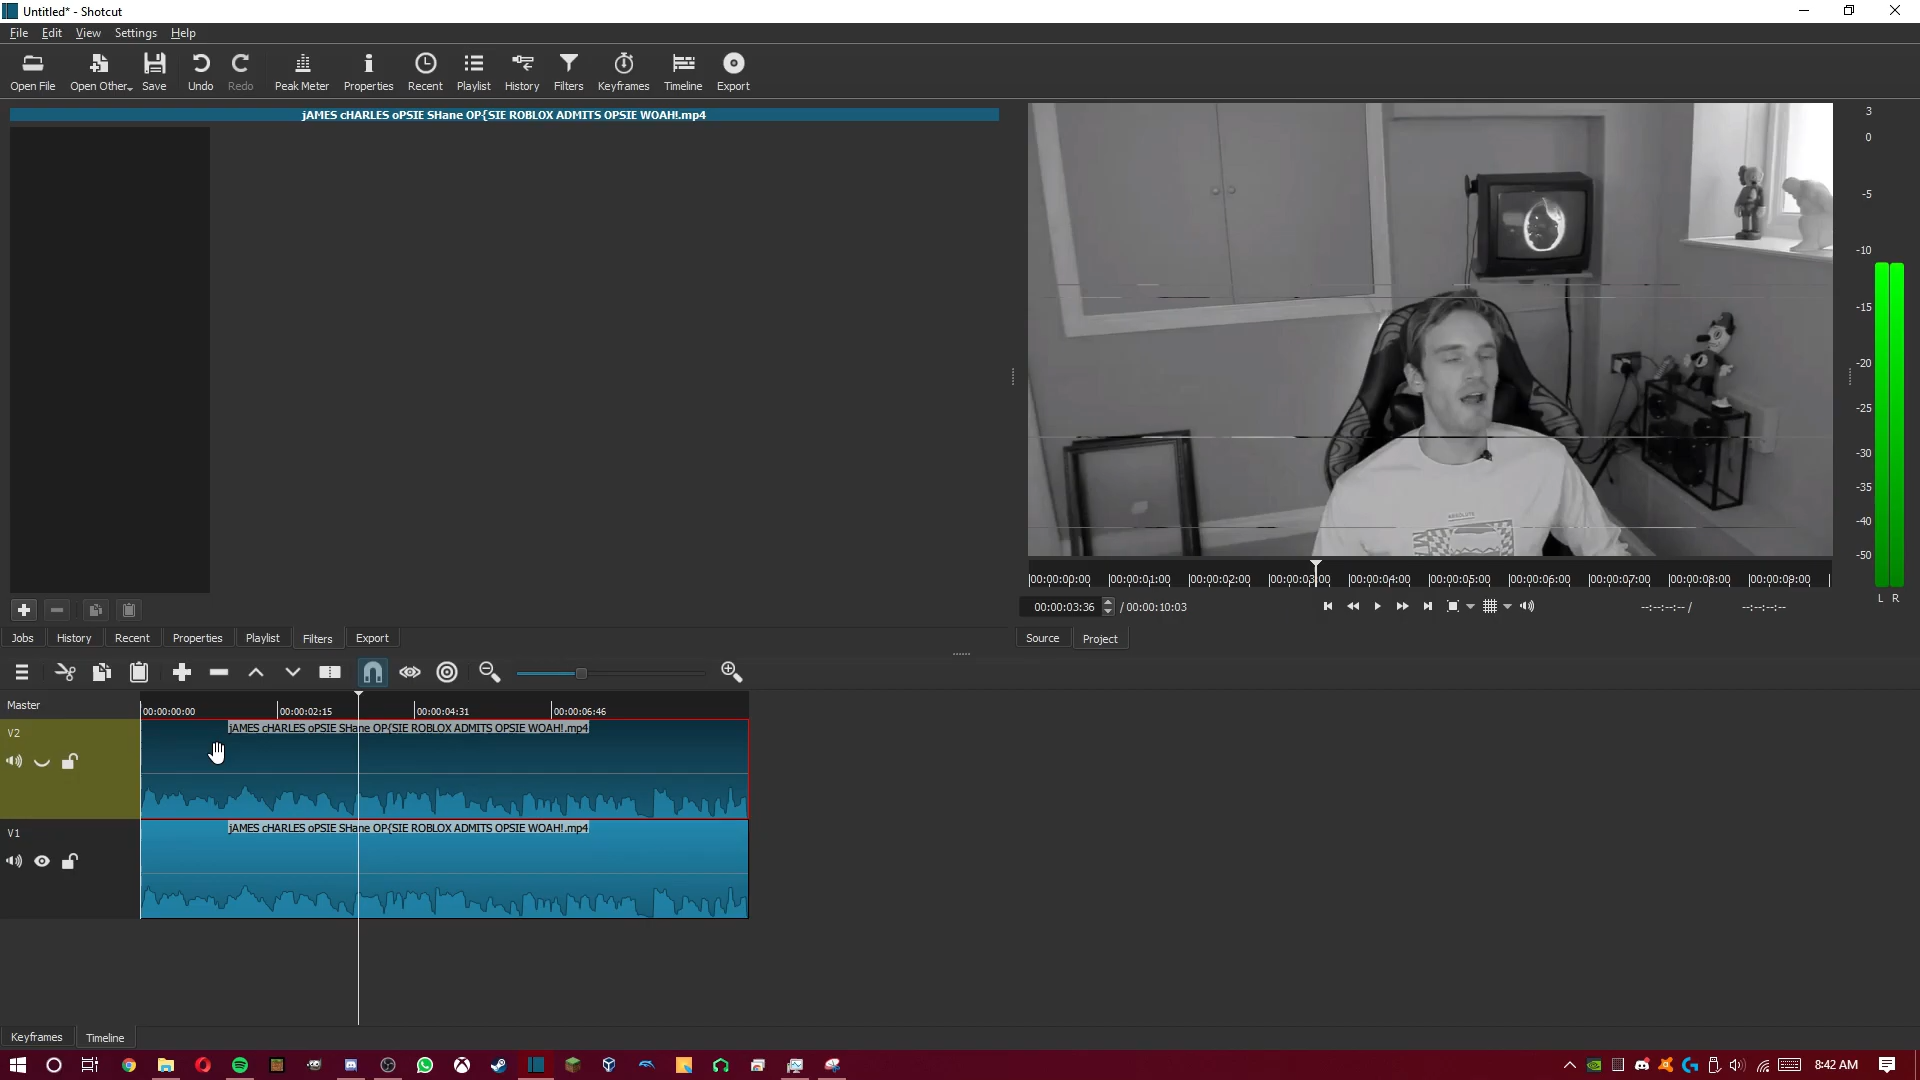 Untitled* - Shotcut
File Edit View Settings Help
Open File Open Other... Save Undo Redo Peak Meter Properties Recent Playlist History Filters Keyframes Timeline Export
jAMES cHARLES oPSIE SHane OP{SIE ROBLOX ADMITS OPSIE WOAH!.mp4
3
0
-5
-10
-15
-20
-25
-30
-35
-40
-50
L R
ABSOLUTE
00:00:00:00 00:00:01:00 00:00:02:00 00:00:03:00 00:00:04:00 00:00:05:00 00:00:06:00 00:00:07:00 00:00:08:00 00:00:09:00
00:00:03:36 / 00:00:10:03 --:--:--:-- / --:--:--:--
Jobs History Recent Properties Playlist Filters Export
Source Project
Master
00:00:00:00 00:00:02:15 00:00:04:31 00:00:06:46
V2
jAMES cHARLES oPSIE SHane OP{SIE ROBLOX ADMITS OPSIE WOAH!.mp4
V1
jAMES cHARLES oPSIE SHane OP{SIE ROBLOX ADMITS OPSIE WOAH!.mp4
Keyframes Timeline
8:42 AM